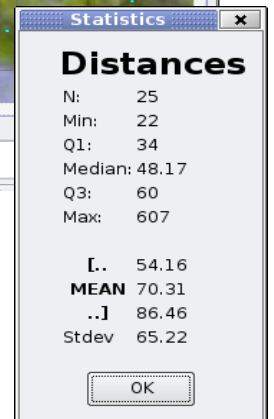 Statistics
Distances
N: 25
Min: 22
Q1: 34
Median: 48.17
Q3: 60
Max: 607
[.. 54.16
MEAN 70.31
..] 86.46
Stdev 65.22
OK